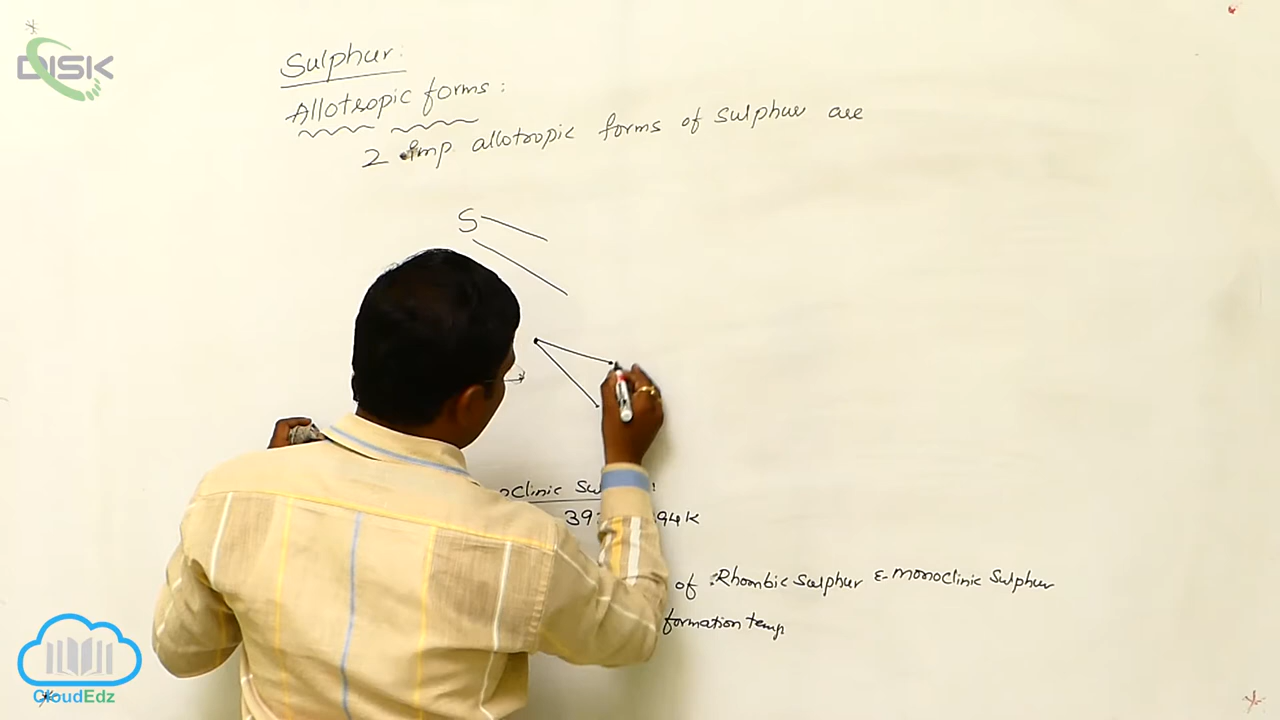 DISK
Sulphur:
Allotropic forms:
2 imp allotropic forms of sulphur are
S
94K
of Rhombic Sulphur & monoclinic Sulphur
formation temp
CloudEdz